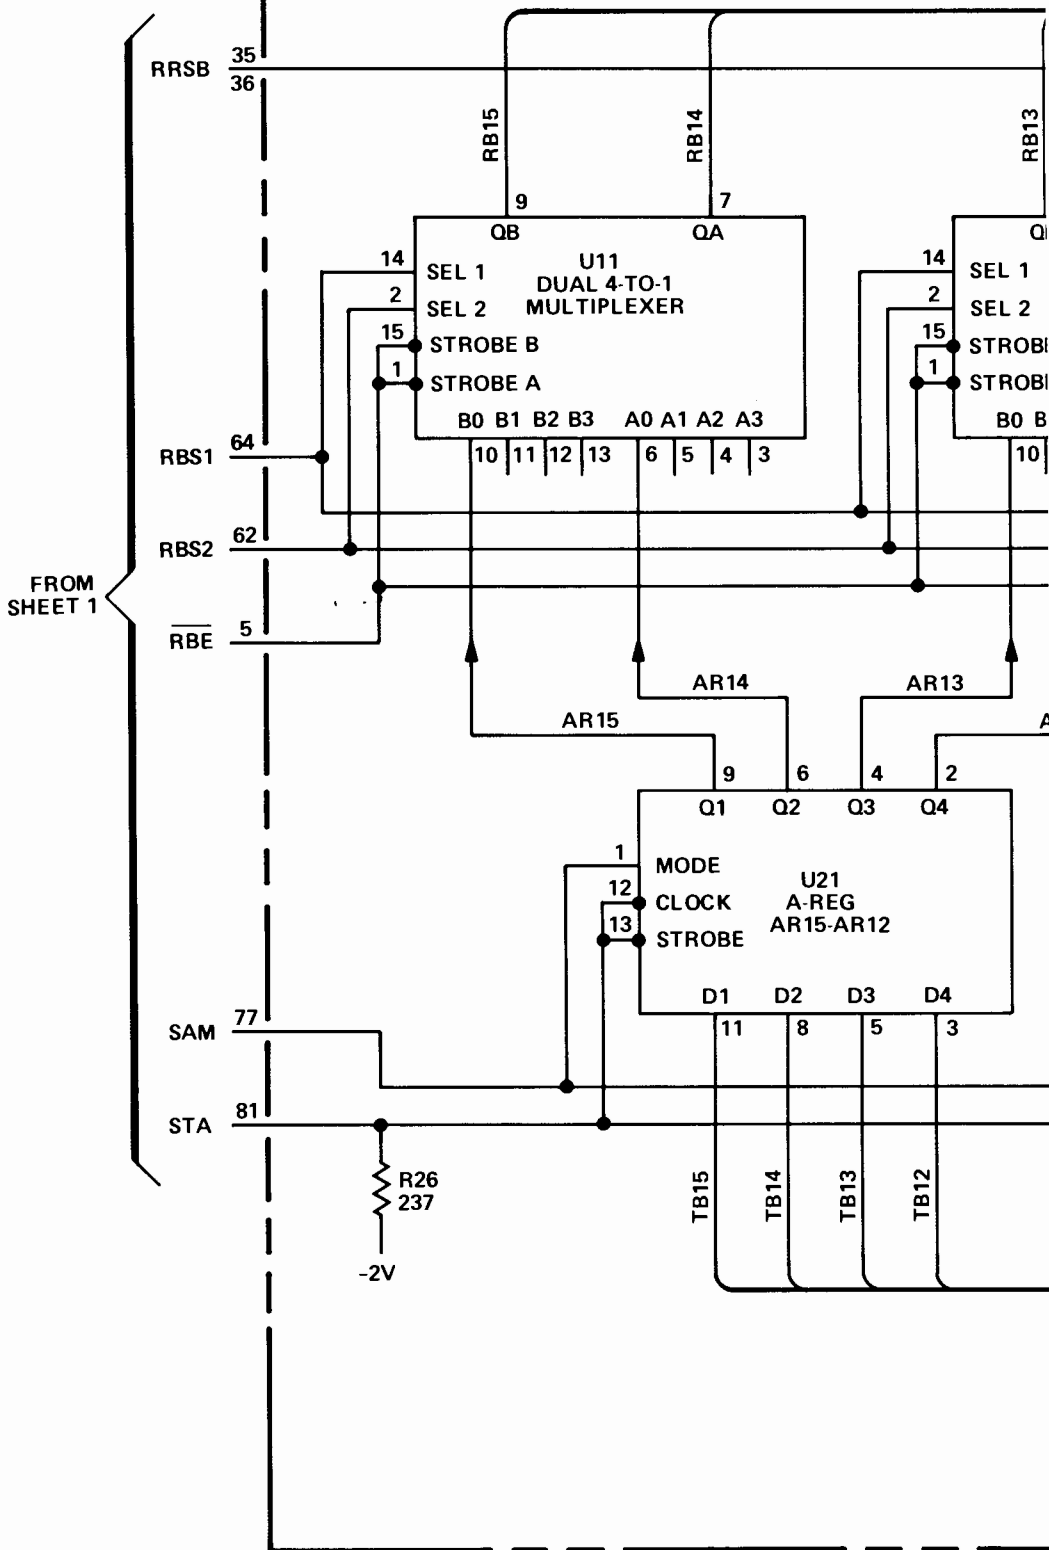 RRSB 35
36
RB15
RB14
RB13
9
7
QB
QA
14
SEL 1
2
SEL 2
15
STROBE B
1
STROBE A
U11
DUAL 4-TO-1
MULTIPLEXER
B0 B1 B2 B3 A0 A1 A2 A3
10 11 12 13 6 5 4 3
14
SEL 1
2
SEL 2
15
1
B0
10
RBS1 64
RBS2 62
FROM
SHEET 1
RBE 5
AR14
AR13
AR15
9 6 4 2
Q1 Q2 Q3 Q4
1
MODE
12
CLOCK
13
STROBE
U21
A-REG
AR15-AR12
D1 D2 D3 D4
11 8 5 3
SAM 77
STA 81
R26
237
-2V
TB15
TB14
TB13
TB12